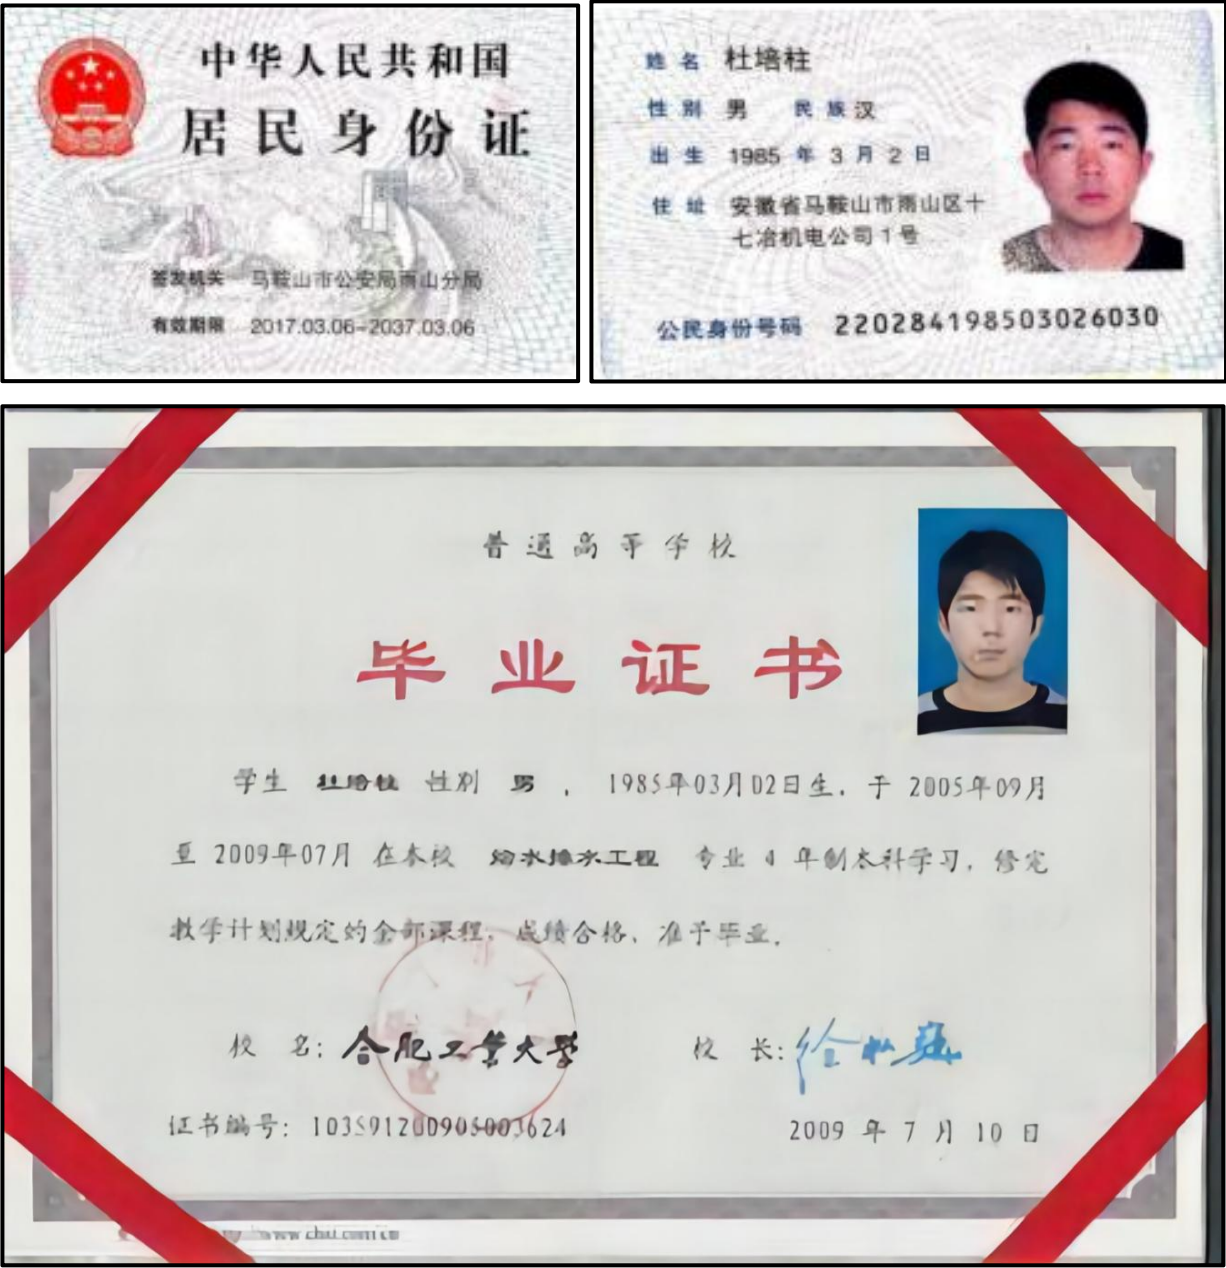 中华人民共和国
居民身份证
签发机关 马鞍山市公安局雨山分局
有效期限 2017.03.06-2037.03.06
姓名 杜培柱
性别 男 民族 汉
出生 1985 年 3 月 2 日
住址 安徽省马鞍山市雨山区十
七冶机电公司1号
公民身份号码 220284198503026030
普通高等学校
毕业证书
学生 杜培柱 性别 男 , 1985年03月02日生, 于 2005年09月
至 2009年07月 在本校 给水排水工程 专业 4 年制本科学习, 修完
教学计划规定的全部课程, 成绩合格, 准予毕业。
校 名: 合肥工业大学
校 长:
证书编号: 103591200905003624
2009 年 7 月 10 日